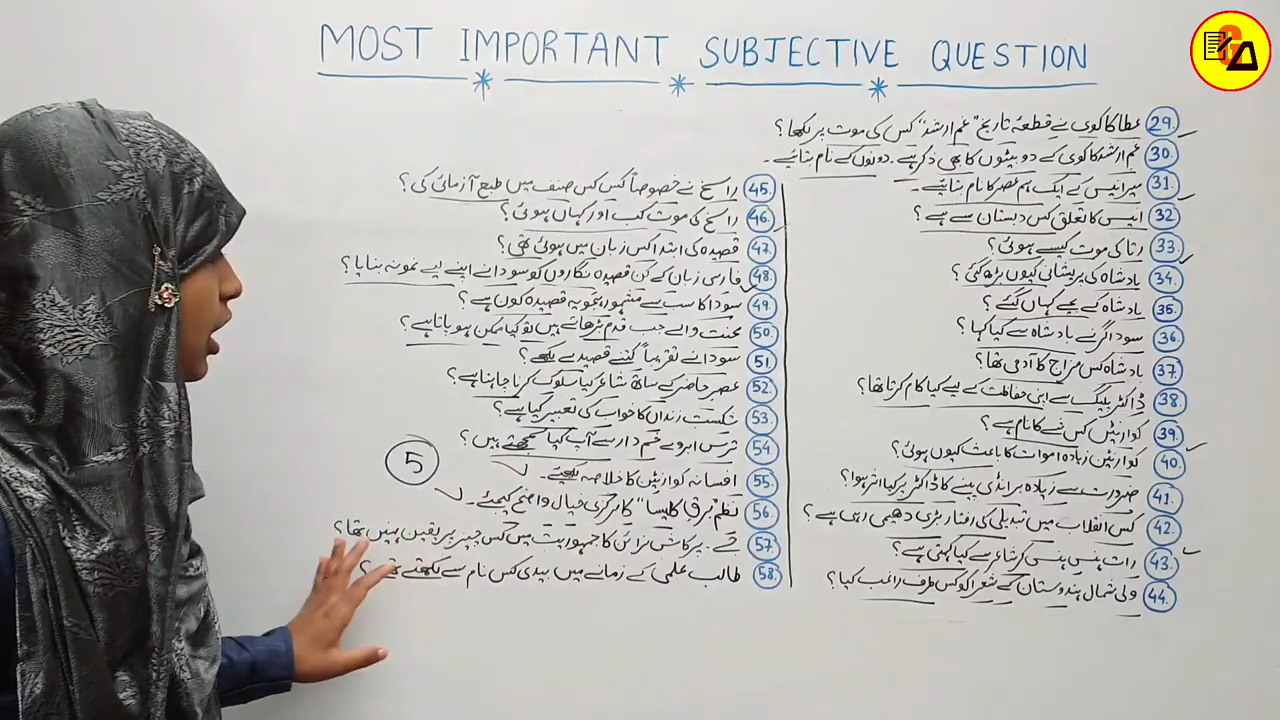 MOST IMPORTANT SUBJECTIVE QUESTION
29. عطا کاکوی نے قطعۂ تاریخ "غم ارشد" کس کی موت پر لکھا؟
30. غم ارشد کاکوی کے دو بیٹوں کا بھی ذکر ہے۔ دونوں کے نام بتائیے۔
31. میر انیس کے ایک ہم عصر کا نام بتائیے۔
32. انیس کا تعلق کس دبستان سے ہے؟
33. رتا کی موت کیسے ہوئی؟
34. بادشاہ کی پریشانی کیوں بڑھ گئی؟
35. بادشاہ کے بچے کہاں گئے؟
36. سوداگر نے بادشاہ سے کیا کہا؟
37. بادشاہ کس مزاج کا آدمی تھا؟
38. ڈاکٹر پلیگ سے اپنی حفاظت کے لیے کیا کام کرتا تھا؟
39. کوارنٹین کس شے کا نام ہے؟
40. کوارنٹین زیادہ اموات کا باعث کیوں ہوئی؟
41. ضرورت سے زیادہ برانڈی پینے کا ڈاکٹر پر کیا اثر ہوا؟
42. کس انقلاب میں تبدیلی کی رفتار بڑی دھیمی رہی ہے؟
43. رات ہنس ہنس کر شاعر سے کیا کہتی ہے؟
44. ولی شمالی ہندوستان کے شعرا کو کس طرف راغب کیا؟
45. راسخ نے خصوصاً کس کس صنف میں طبع آزمائی کی؟
46. راسخ کی موت کب اور کہاں ہوئی؟
47. قصیدہ کی ابتدا کس زبان میں ہوئی تھی؟
48. فارسی زبان کے کن قصیدہ نگاروں کو سودا نے اپنے لیے نمونہ بنایا؟
49. سودا کا سب سے مشہور ہجویہ قصیدہ کون ہے؟
50. محنت والے جب قدم بڑھاتے ہیں تو کیا ممکن ہو پاتا ہے؟
51. سودا نے تقریباً کتنے قصیدے لکھے؟
52. عصر حاضر کے ساتھ شاعر کیا سلوک کرنا چاہتا ہے؟
53. شکست زنداں کا خواب کی تعبیر کیا ہے؟
54. ترس ابروے خم دار سے آپ کیا سمجھتے ہیں؟
55. افسانہ کوارنٹین کا خلاصہ لکھئے۔
56. نظم "برق کلیسا" کا مرکزی خیال واضح کیجئے۔
5
57. جے۔ پرکاش نرائن کا جمہوریت میں کس چیز پر یقین نہیں تھا؟
58. طالب علمی کے زمانے میں بیدی کس نام سے لکھتے تھے؟